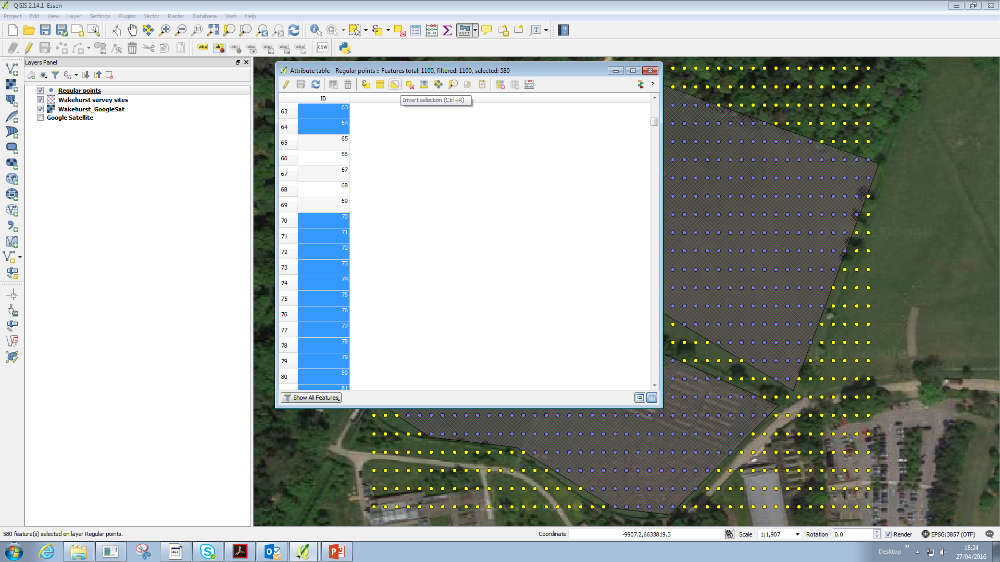 QGIS 2.14.1-Essen
Project Edit View Layer Settings Plugins Vector Raster Database Web Help
abc abc abc abc abc abc abc CSW
Layers Panel
Regular points
Wakehurst survey sites
Wakehurst_GoogleSat
Google Satellite
Attribute table - Regular points :: Features total: 1100, filtered: 1100, selected: 580
Invert selection (Ctrl+R)
ID
63 63
64 64
65 65
66 66
67 67
68 68
69 69
70 70
71 71
72 72
73 73
74 74
75 75
76 76
77 77
78 78
79 79
80 80
81
Show All Features
Google
580 feature(s) selected on layer Regular points.
Coordinate -9907.2,6633819.3 Scale 1:1,907 Rotation 0.0 Render EPSG:3857 (OTF)
Desktop
18:24
27/04/2016